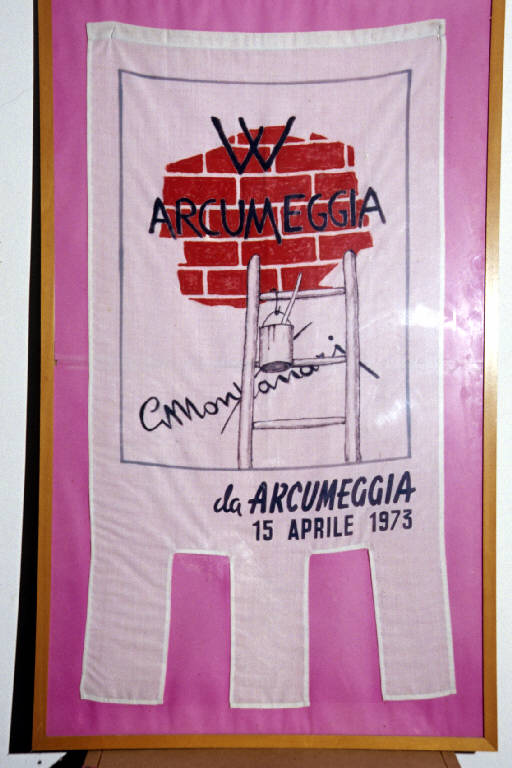 W
ARCUMEGGIA
G. Montanari
da ARCUMEGGIA
15 APRILE 1973